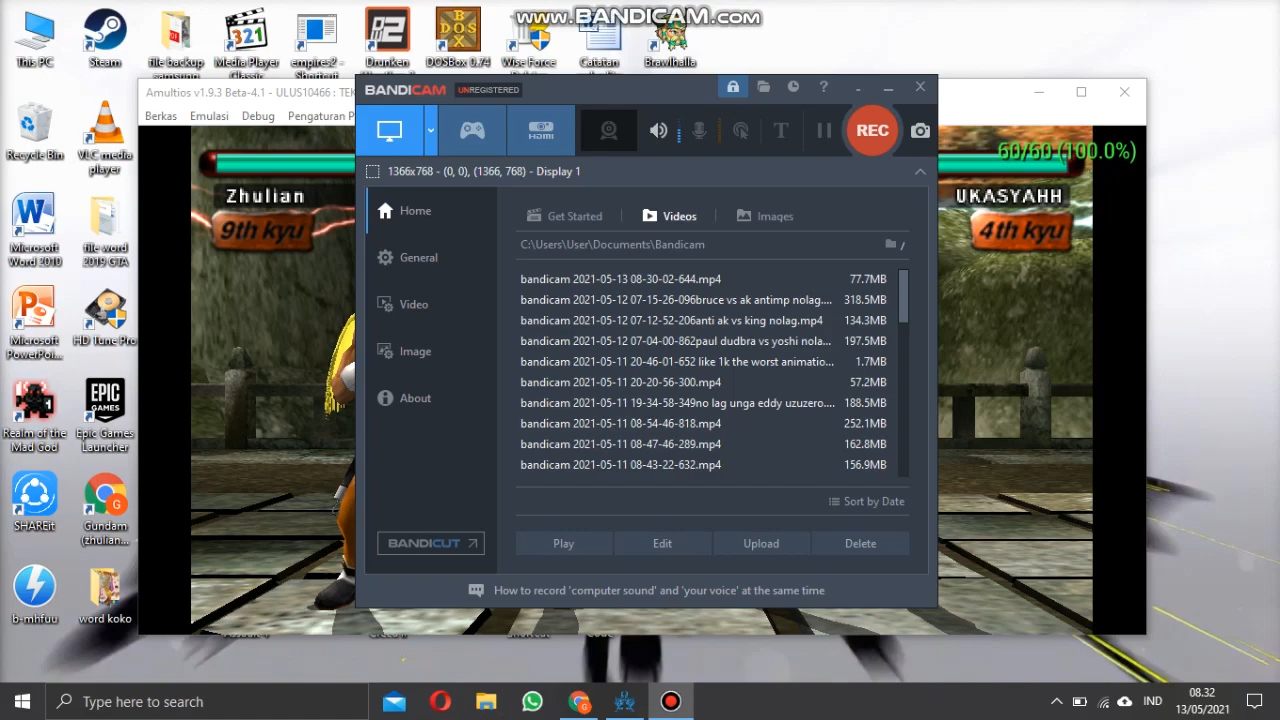 www.BANDICAM.com
This PC
Steam
file backup
samsung
Media Player
Classic
empires2 -
Shortcut
Drunken
DOSBox 0.74
Wise Force
Catatan
Brawlhalla
Amultios v1.9.3 Beta-4.1 - ULUS10466 : TEK
Berkas
Emulasi
Debug
Pengaturan P
BANDICAM
UNREGISTERED
?
HDMI
T
REC
60/60 (100.0%)
1366x768 - (0, 0), (1366, 768) - Display 1
Zhulian
9th kyu
UKASYAHH
4th kyu
Home
General
Video
Image
About
Get Started
Videos
Images
C:\Users\User\Documents\Bandicam
bandicam 2021-05-13 08-30-02-644.mp4 77.7MB
bandicam 2021-05-12 07-15-26-096bruce vs ak antimp nolag.... 318.5MB
bandicam 2021-05-12 07-12-52-206anti ak vs king nolag.mp4 134.3MB
bandicam 2021-05-12 07-04-00-862paul dudbra vs yoshi nola... 197.5MB
bandicam 2021-05-11 20-46-01-652 like 1k the worst animatio... 1.7MB
bandicam 2021-05-11 20-20-56-300.mp4 57.2MB
bandicam 2021-05-11 19-34-58-349no lag unga eddy uzuzero.... 188.5MB
bandicam 2021-05-11 08-54-46-818.mp4 252.1MB
bandicam 2021-05-11 08-47-46-289.mp4 162.8MB
bandicam 2021-05-11 08-43-22-632.mp4 156.9MB
Sort by Date
BANDICUT
Play
Edit
Upload
Delete
How to record 'computer sound' and 'your voice' at the same time
Recycle Bin
VLC media
player
Microsoft
Word 2010
file word
2019 GTA
Microsoft
PowerPoi...
HD Tune Pro
Realm of the
Mad God
EPIC
GAMES
Epic Games
Launcher
SHAREit
Gundam
(zhulian...
b-mhfuu
word koko
Type here to search
IND
08.32
13/05/2021